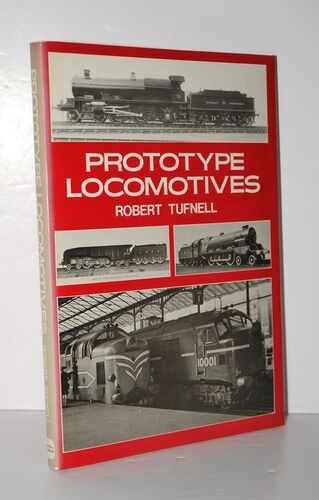 PROTOTYPE
LOCOMOTIVES
ROBERT TUFNELL
10001
PROTOTYPE LOCOMOTIVES